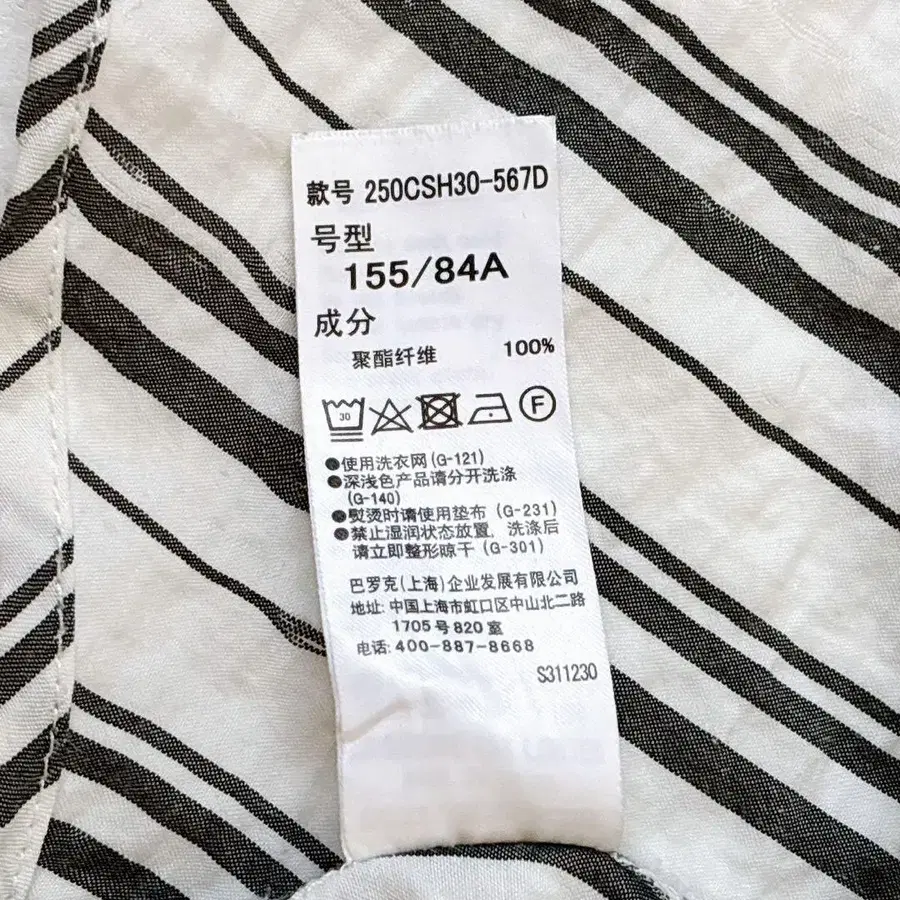 款号 250CSH30-567D
号型
155/84A
成分
聚酯纤维 100%
30 F
●使用洗衣网(G-121)
●深浅色产品请分开洗涤
(G-140)
●熨烫时请使用垫布(G-231)
●禁止湿润状态放置，洗涤后
请立即整形晾干(G-301)
巴罗克(上海)企业发展有限公司
地址: 中国上海市虹口区中山北二路
1705号820室
电话: 400-887-8668
S311230